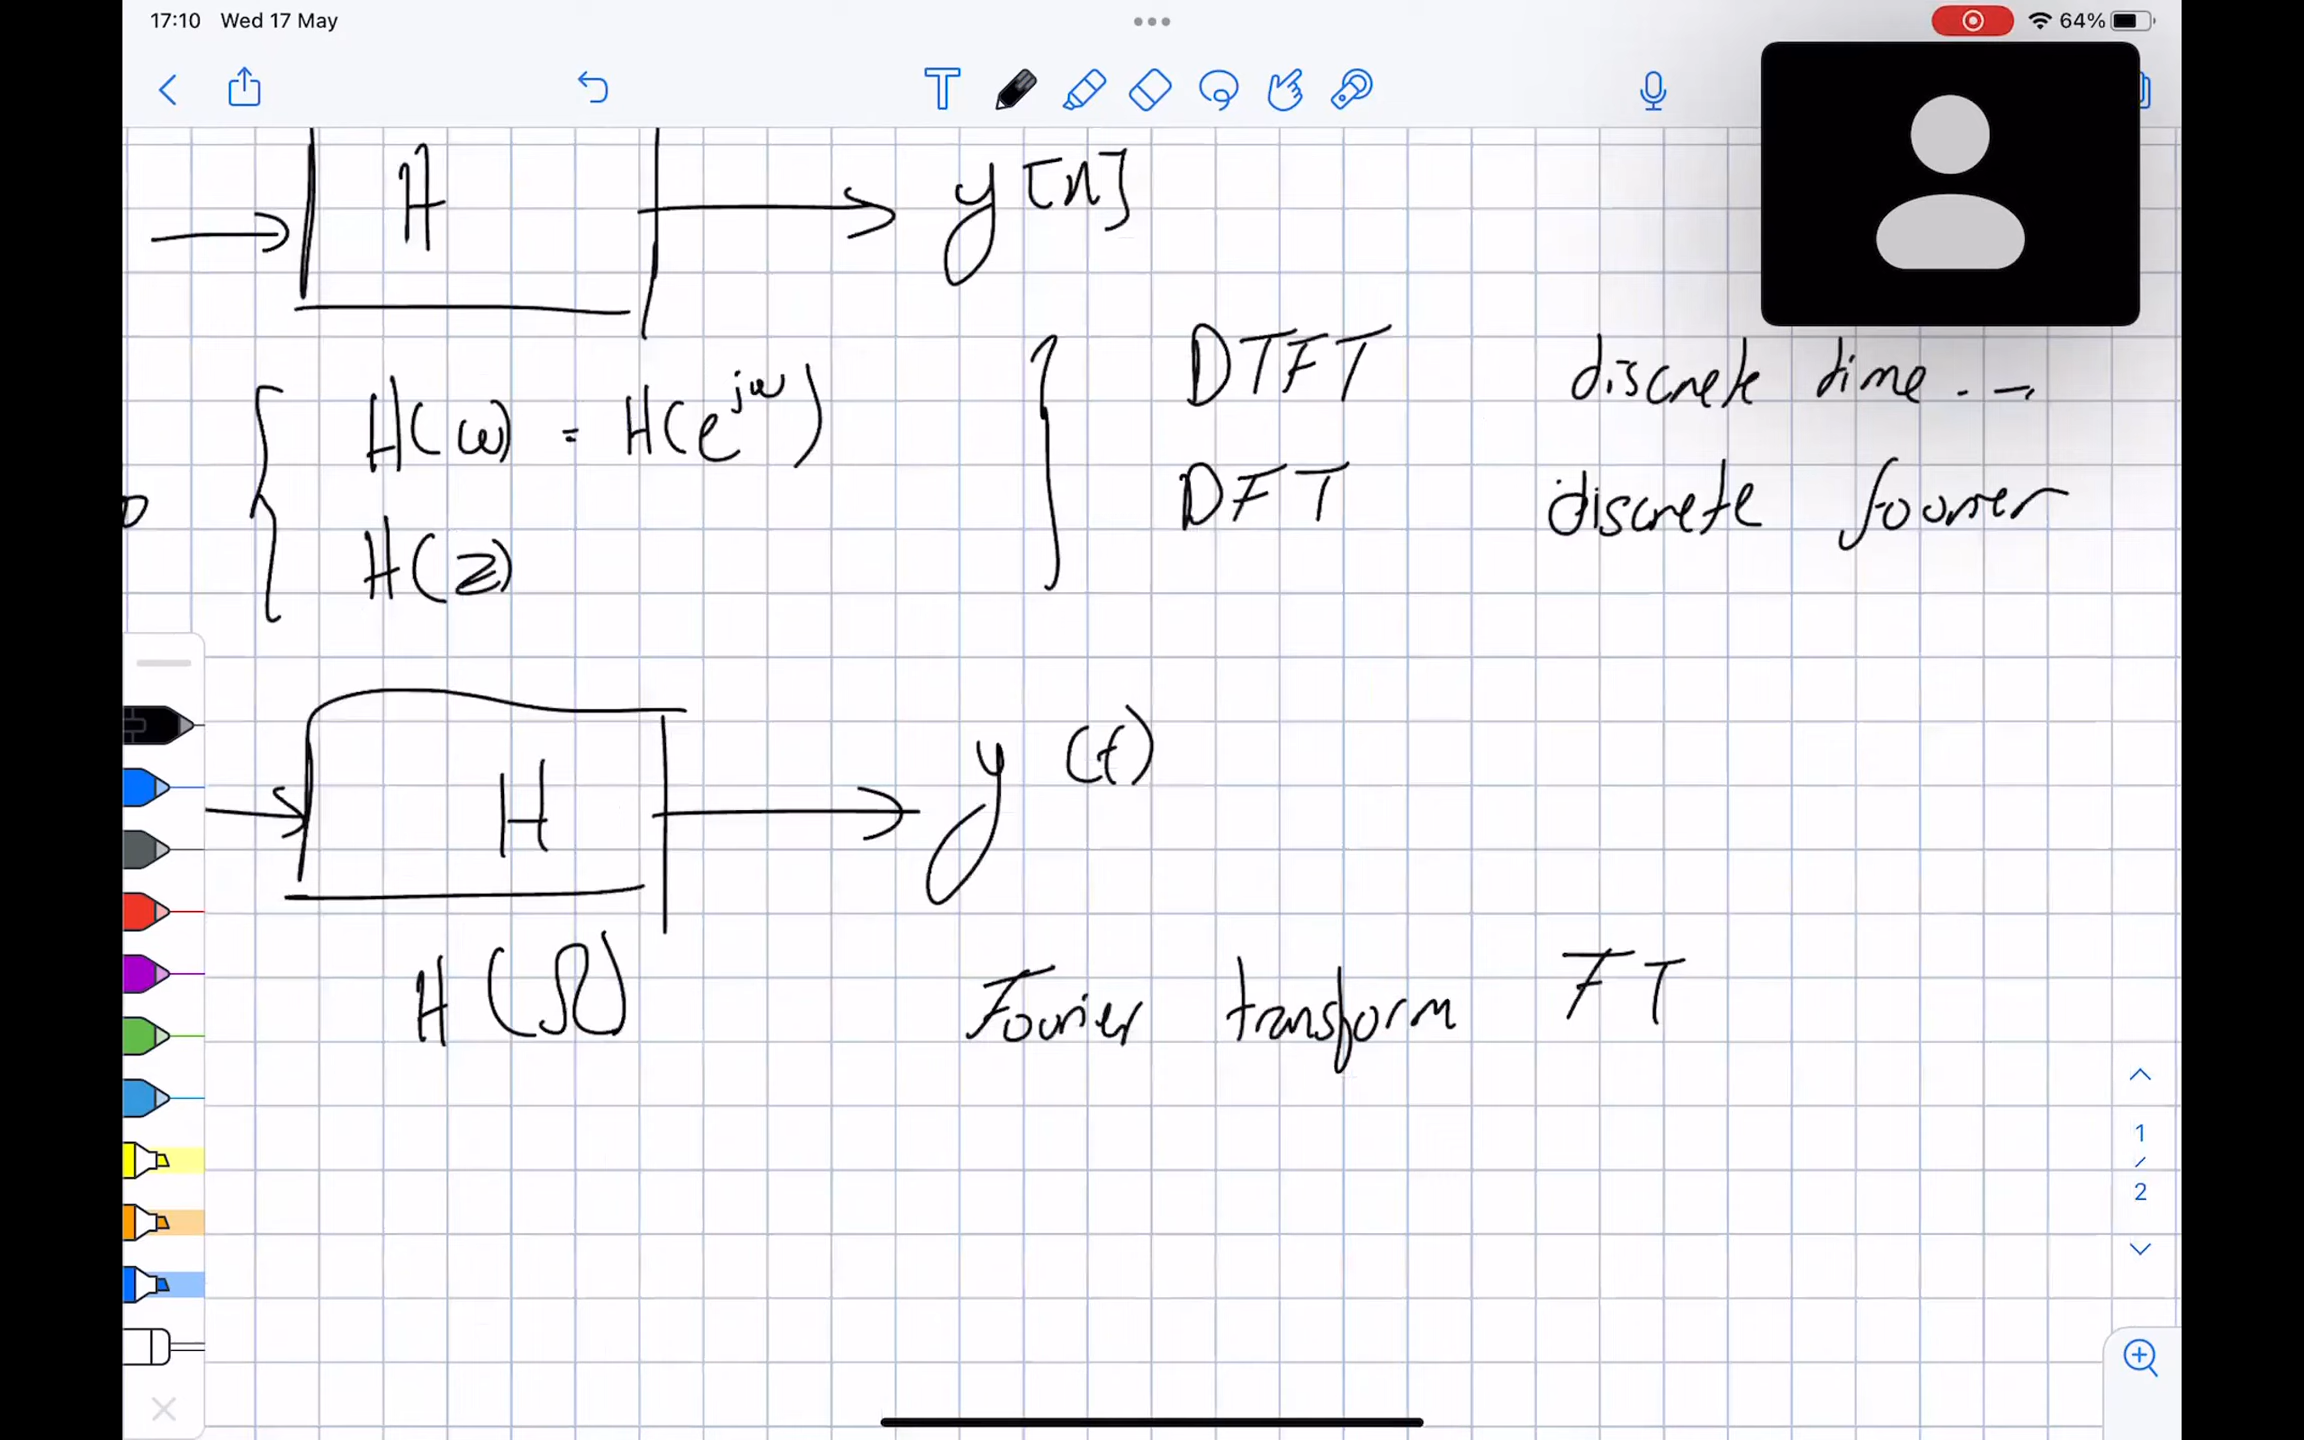 17:10 Wed 17 May
64%
T
H y[n]
H(ω) = H(e^jω) DTFT discrete time . –,
DFT discrete fourier
H(z)
H y(t)
H(Ω) Fourier transform FT
1
/
2